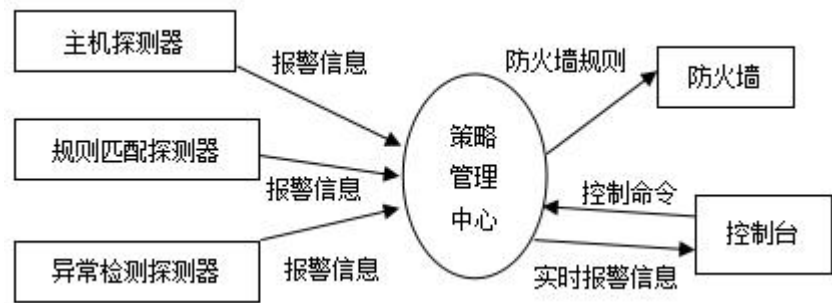 主机探测器
报警信息
防火墙规则
防火墙
规则匹配探测器
报警信息
策略
管理
中心
控制命令
控制台
异常检测探测器
报警信息
实时报警信息